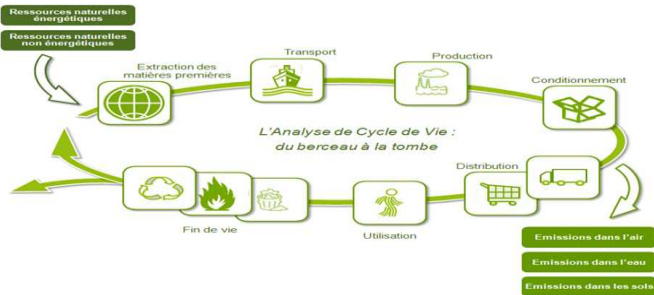 Ressources naturelles
énergétiques
Ressources naturelles
non énergétiques
Extraction des
matières premières
Transport
Production
Conditionnement
L'Analyse de Cycle de Vie :
du berceau à la tombe
Distribution
Fin de vie
Utilisation
Emissions dans l'air
Emissions dans l'eau
Emissions dans les sols